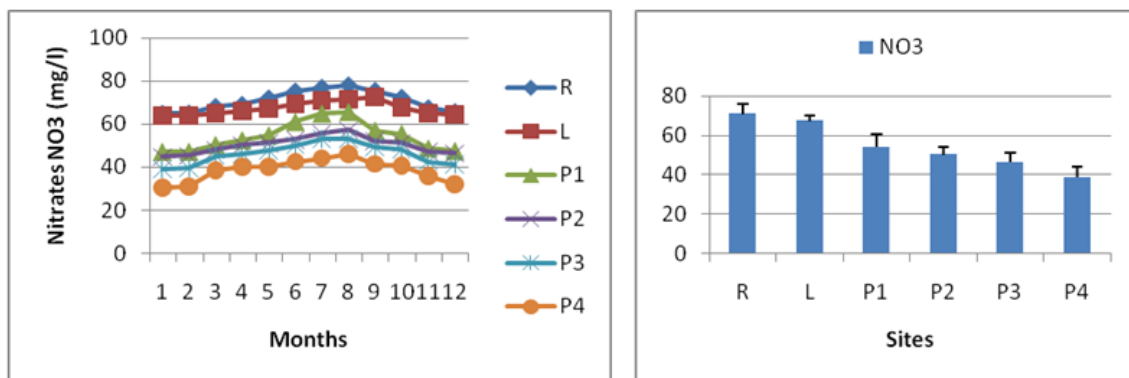 Nitrates NO3 (mg/l)
100
80
60
40
20
0
1 2 3 4 5 6 7 8 9 10 11 12
Months
R
L
P1
P2
P3
P4
NO3
80
60
40
20
0
R L P1 P2 P3 P4
Sites